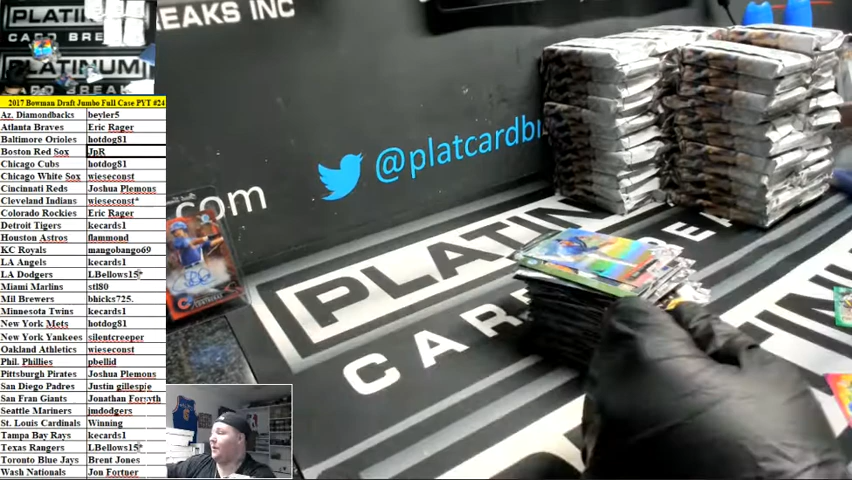 PLATINUM
CARD BREAKS
PLATINUM
CARD BREAKS
EAKS INC
@platcardbr
.com
PLATINUM
CARD
2017 Bowman Draft Jumbo Full Case PYT #24
Az. Diamondbacks beyler5
Atlanta Braves Eric Rager
Baltimore Orioles hotdog81
Boston Red Sox JpR
Chicago Cubs hotdog81
Chicago White Sox wieseconst
Cincinnati Reds Joshua Plemons
Cleveland Indians wieseconst*
Colorado Rockies Eric Rager
Detroit Tigers kecards1
Houston Astros flammond
KC Royals mangobango69
LA Angels kecards1
LA Dodgers LBellows15*
Miami Marlins stl80
Mil Brewers bhicks725.
Minnesota Twins kecards1
New York Mets hotdog81
New York Yankees silentcreeper
Oakland Athletics wieseconst
Phil. Phillies pbellid
Pittsburgh Pirates Joshua Plemons
San Diego Padres Justin gillespie
San Fran Giants Jonathan Forsyth
Seattle Mariners jmdodgers
St. Louis Cardinals Winning
Tampa Bay Rays kecards1
Texas Rangers LBellows15*
Toronto Blue Jays Brent Jones
Wash Nationals Jon Fortner